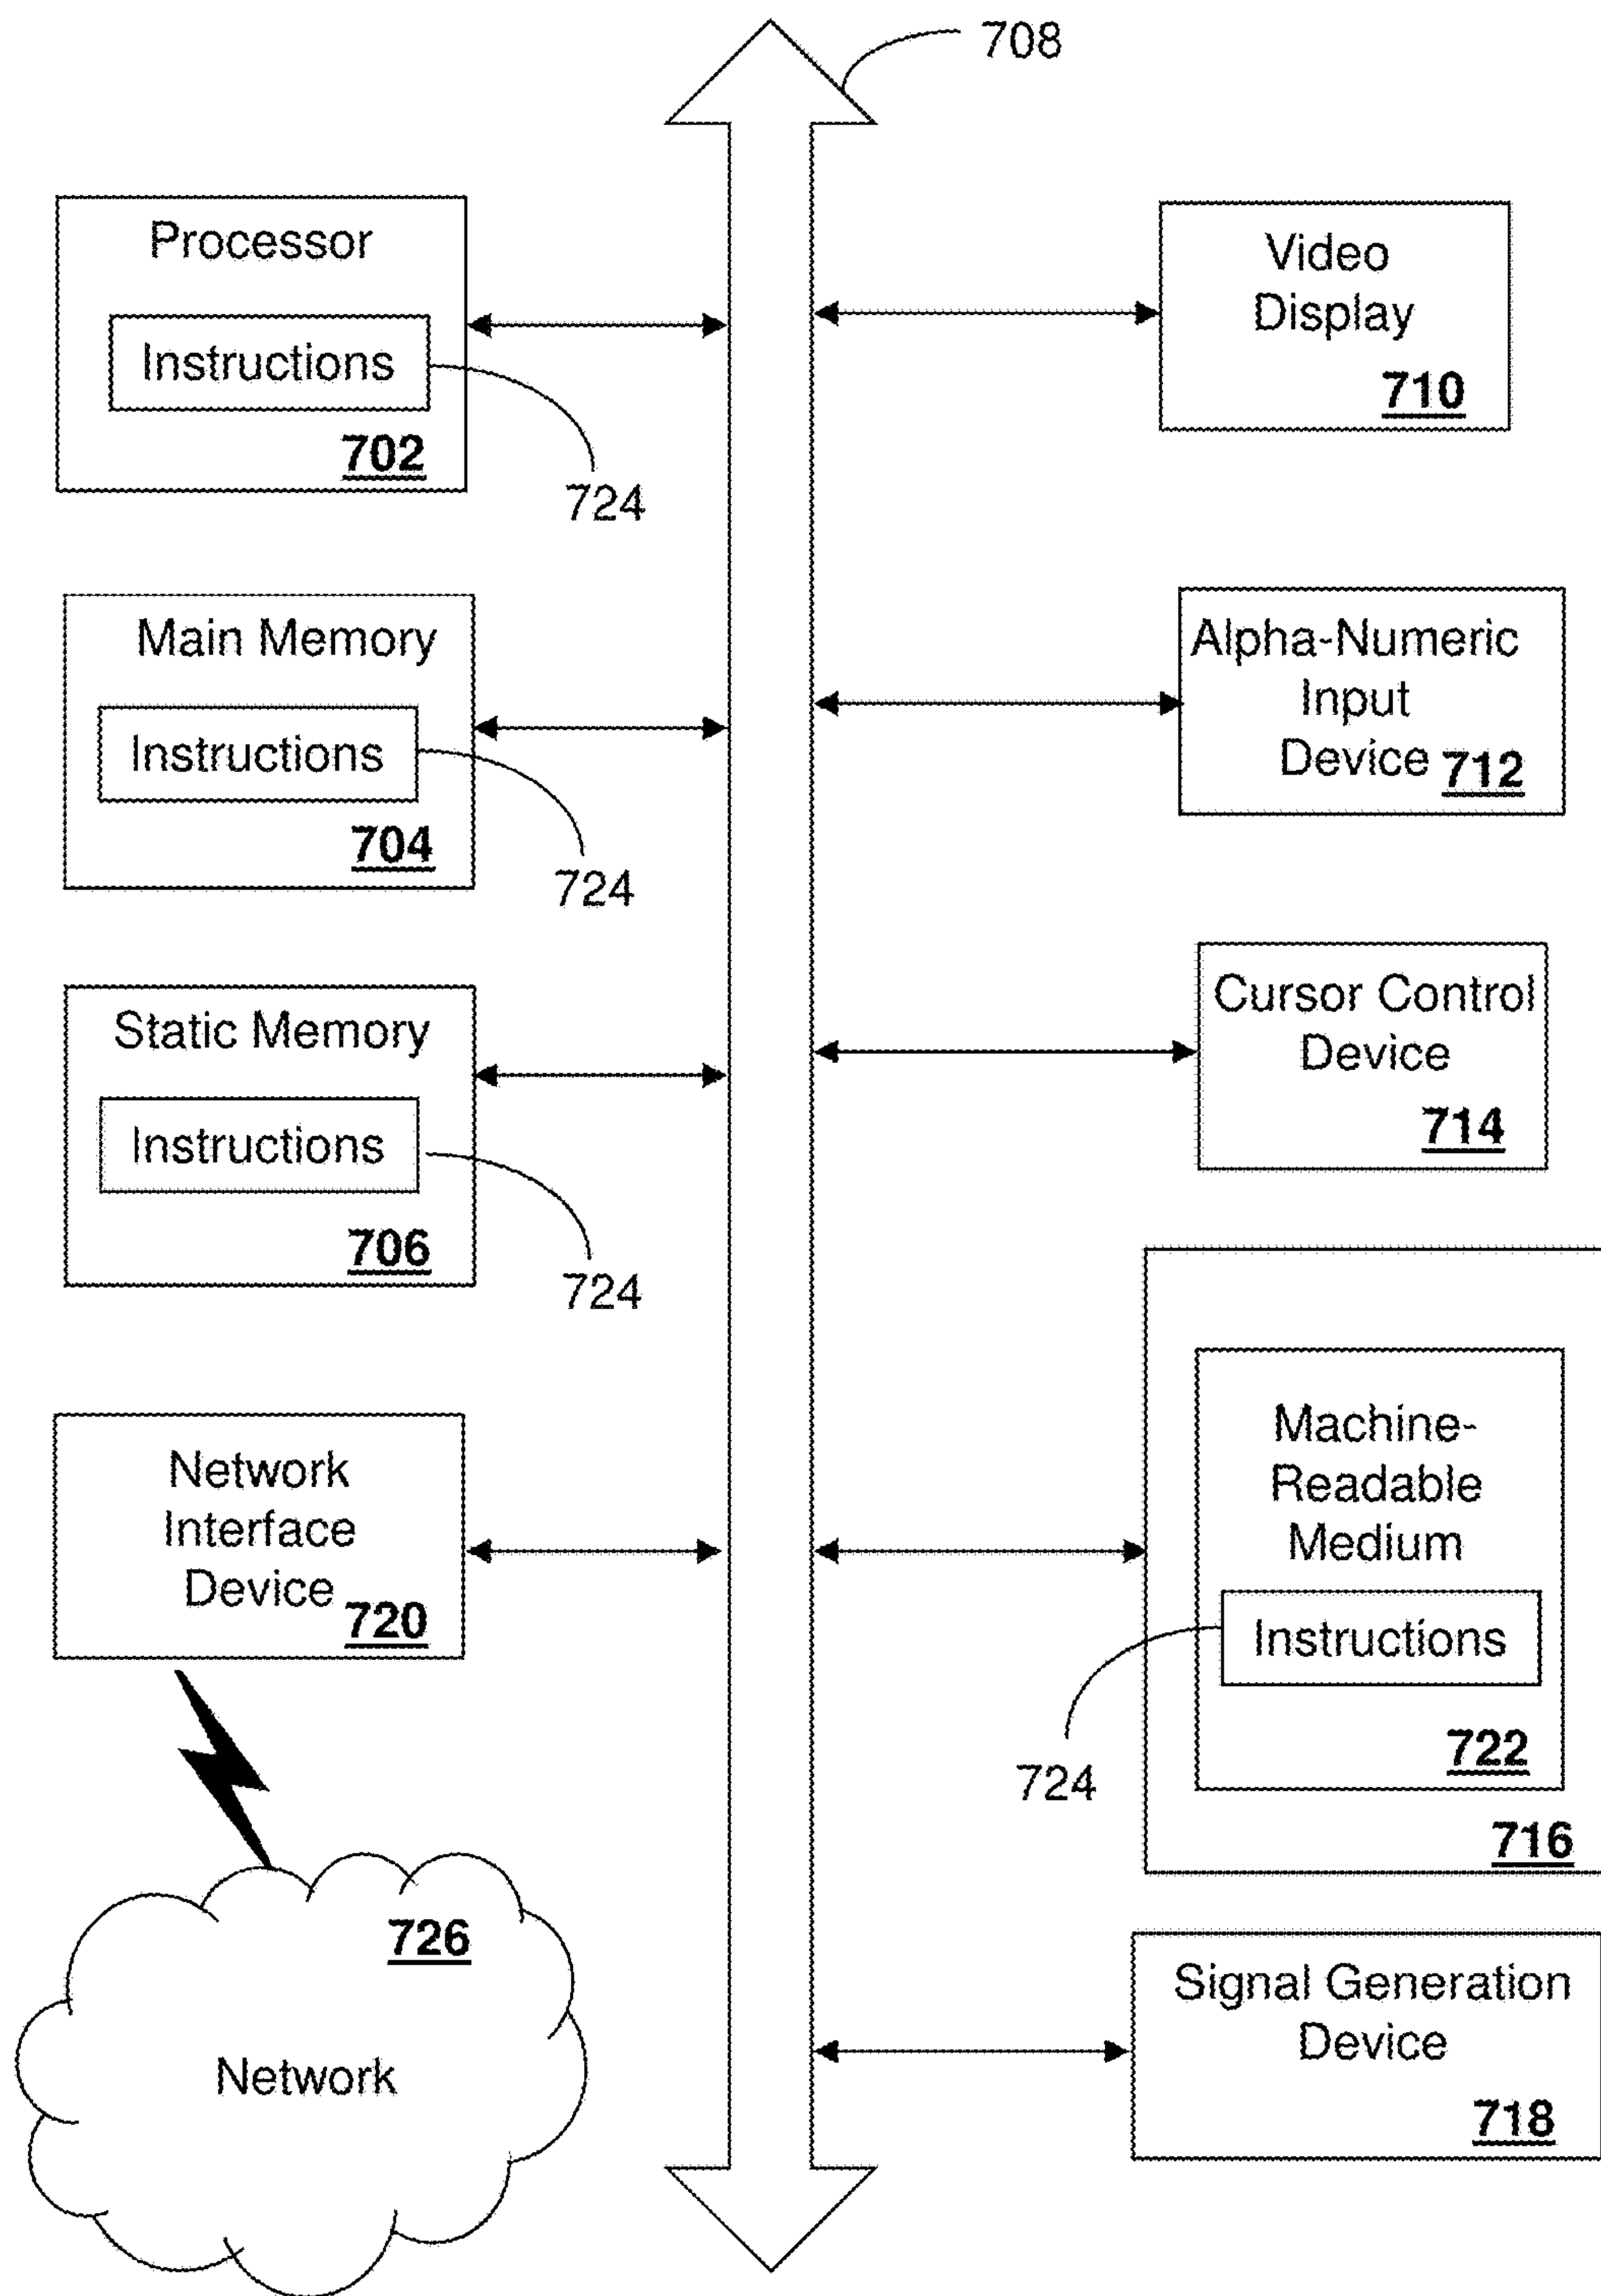 708
Processor
Instructions
702
724
Main Memory
Instructions
704
724
Static Memory
Instructions
706
724
Network
Interface
Device
720
726
Network
Video
Display
710
Alpha-Numeric
Input
Device
712
Cursor Control
Device
714
Machine-
Readable
Medium
Instructions
724
722
716
Signal Generation
Device
718